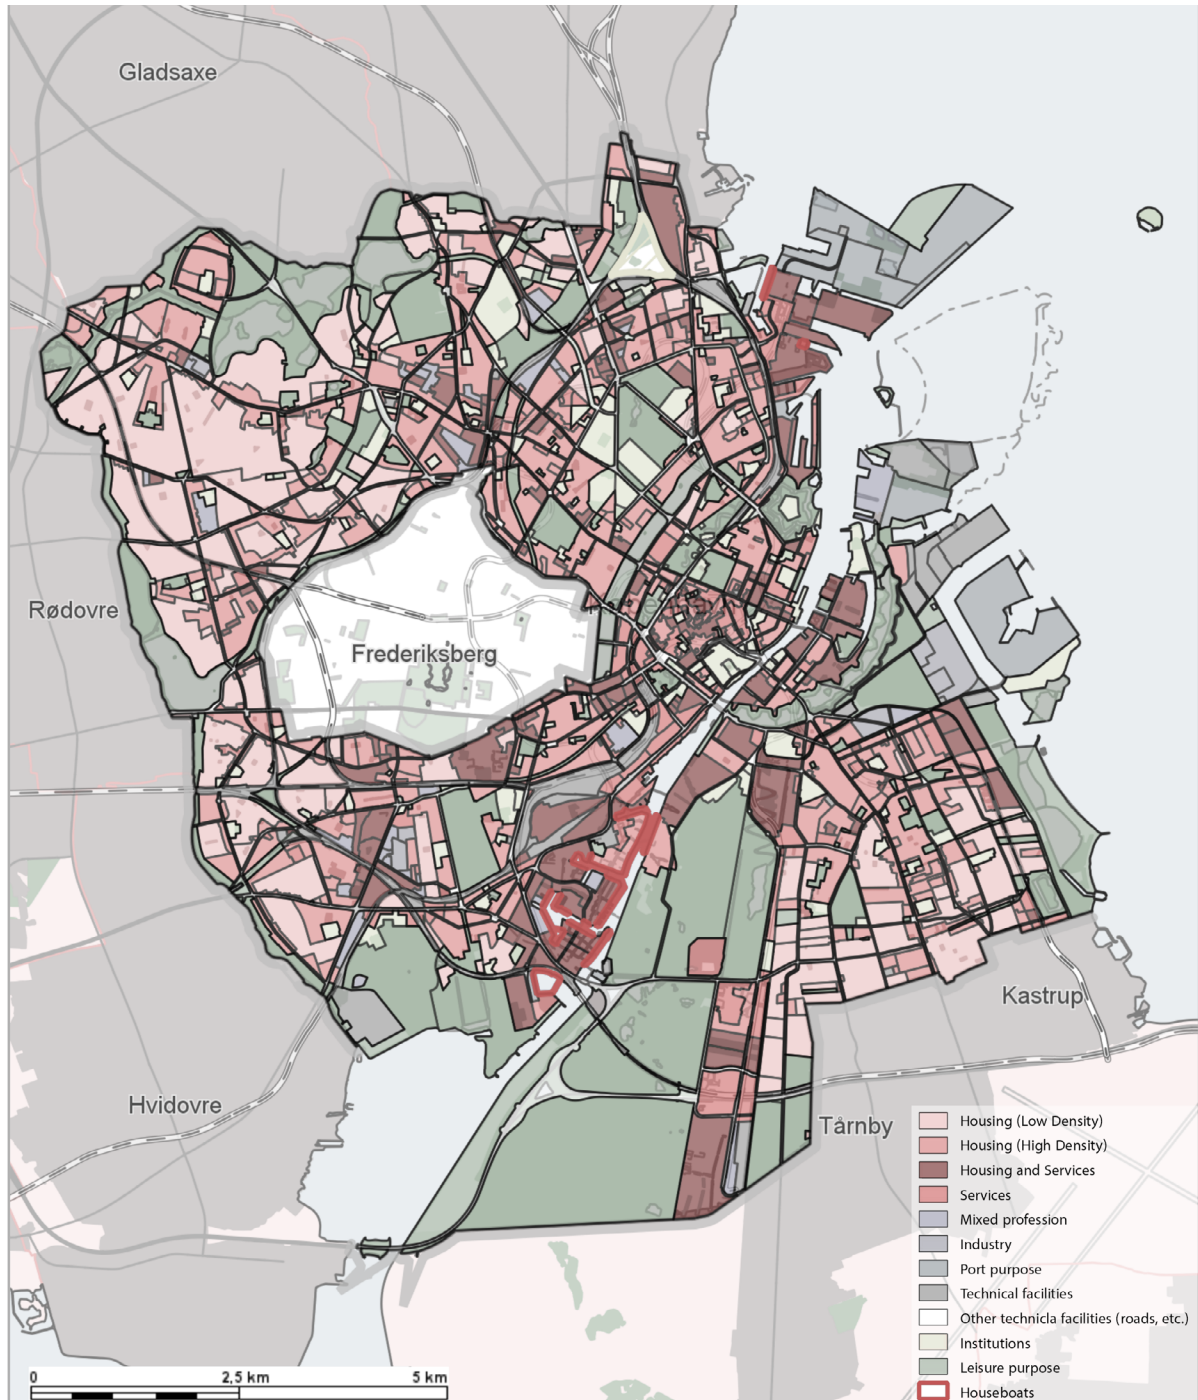 Gladsaxe
Rødovre
Frederiksberg
Kastrup
Hvidovre
Tårnby
Housing (Low Density)
Housing (High Density)
Housing and Services
Services
Mixed profession
Industry
Port purpose
Technical facilities
Other technicla facilities (roads, etc.)
Institutions
Leisure purpose
Houseboats
0 2,5 km 5 km